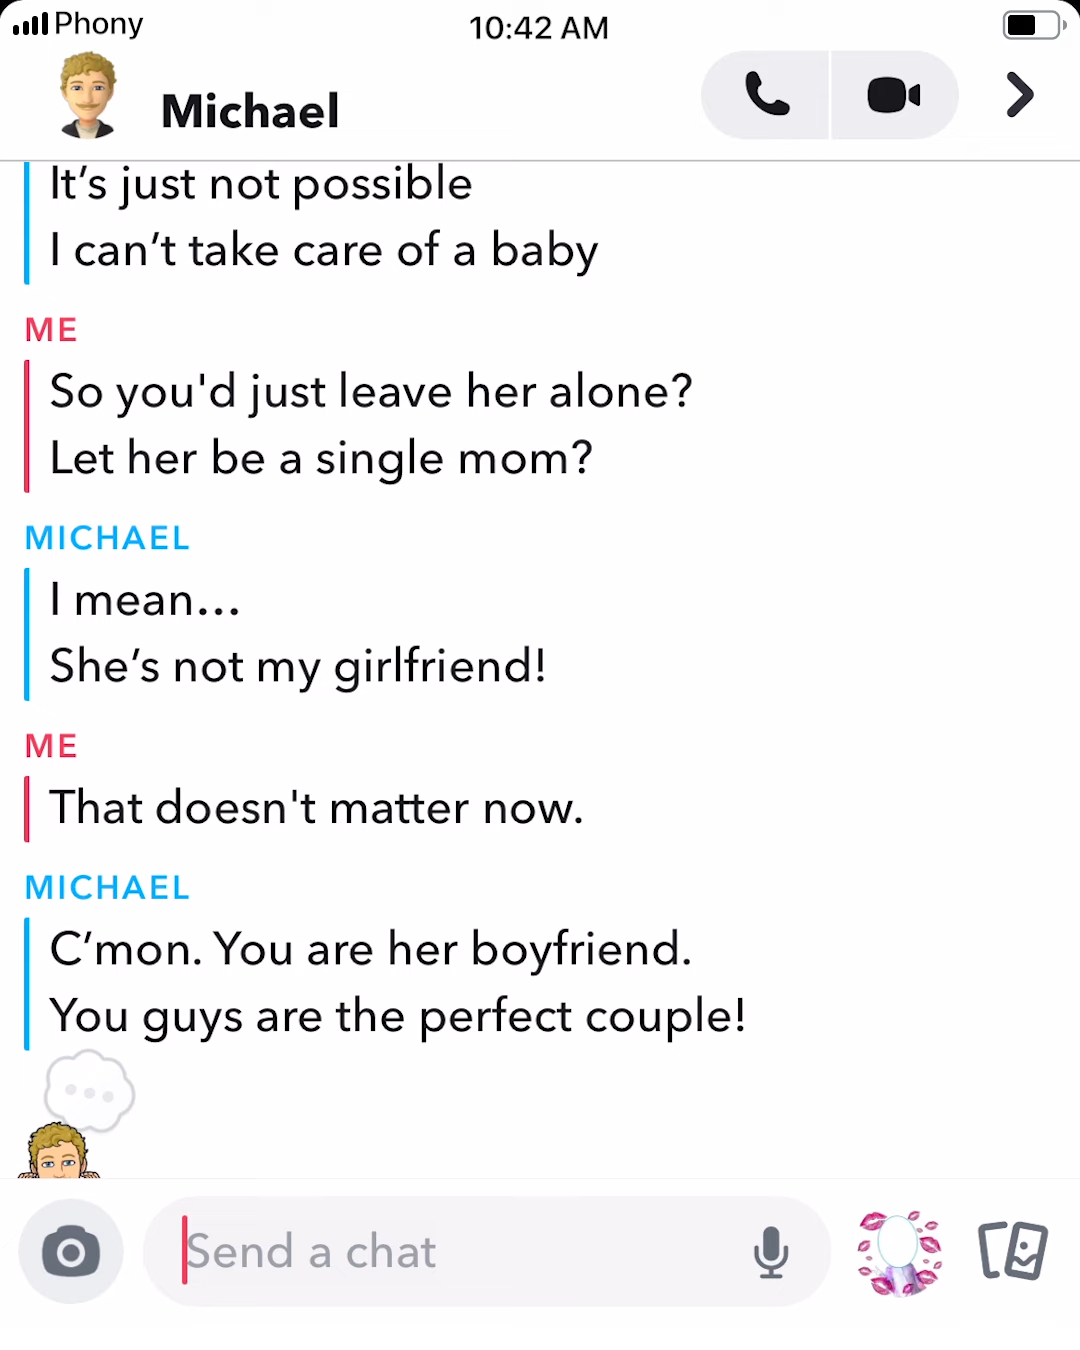 Phony
10:42 AM
Michael
It’s just not possible
I can’t take care of a baby
ME
So you'd just leave her alone?
Let her be a single mom?
MICHAEL
I mean...
She’s not my girlfriend!
ME
That doesn't matter now.
MICHAEL
C’mon. You are her boyfriend.
You guys are the perfect couple!
Send a chat